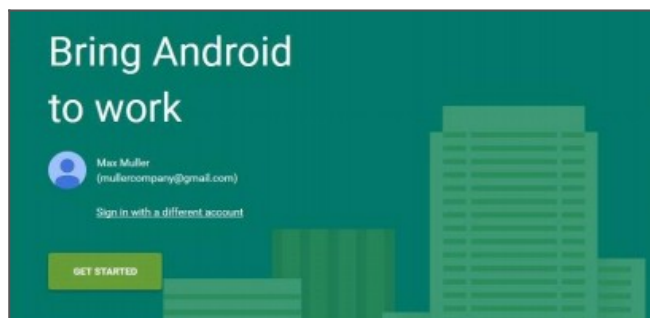 Bring Android
to work
Max Muller
(mullercompany@gmail.com)
Sign in with a different account
GET STARTED